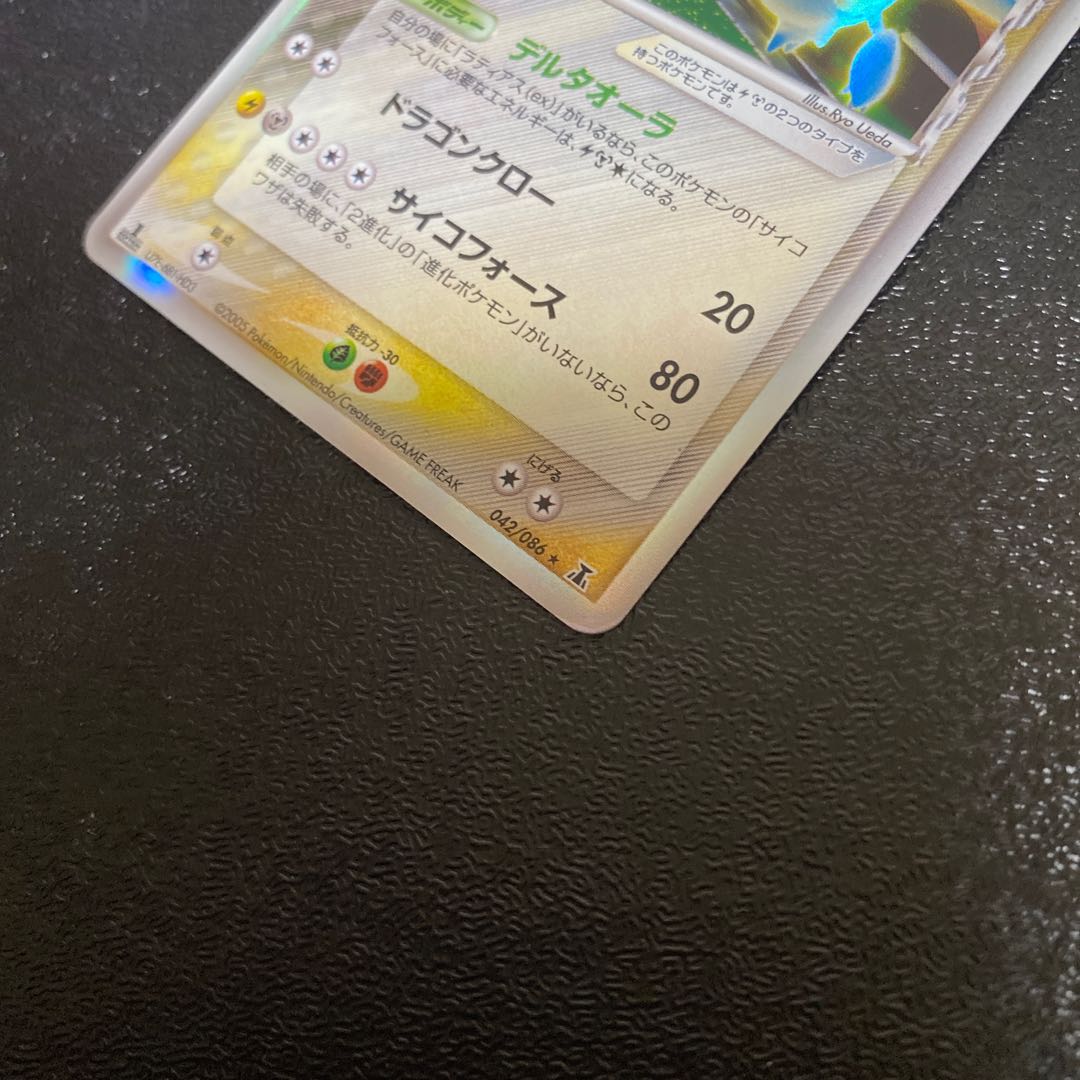 Illus. Ryo Ueda
このポケモンは の2つのタイプを
持つポケモンです。
ポケボディー
デルタオーラ
自分の場に「ラティアス(ex)」がいるなら、このポケモンの「サイコ
フォース」に必要なエネルギーは、 になる。
ドラゴンクロー 20
サイコフォース 80
相手の場に、「2進化」の「進化ポケモン」がいないなら、この
ワザは失敗する。
弱点
抵抗力 -30
にげる
©2005 Pokémon/Nintendo/Creatures/GAME FREAK
042/086 ★